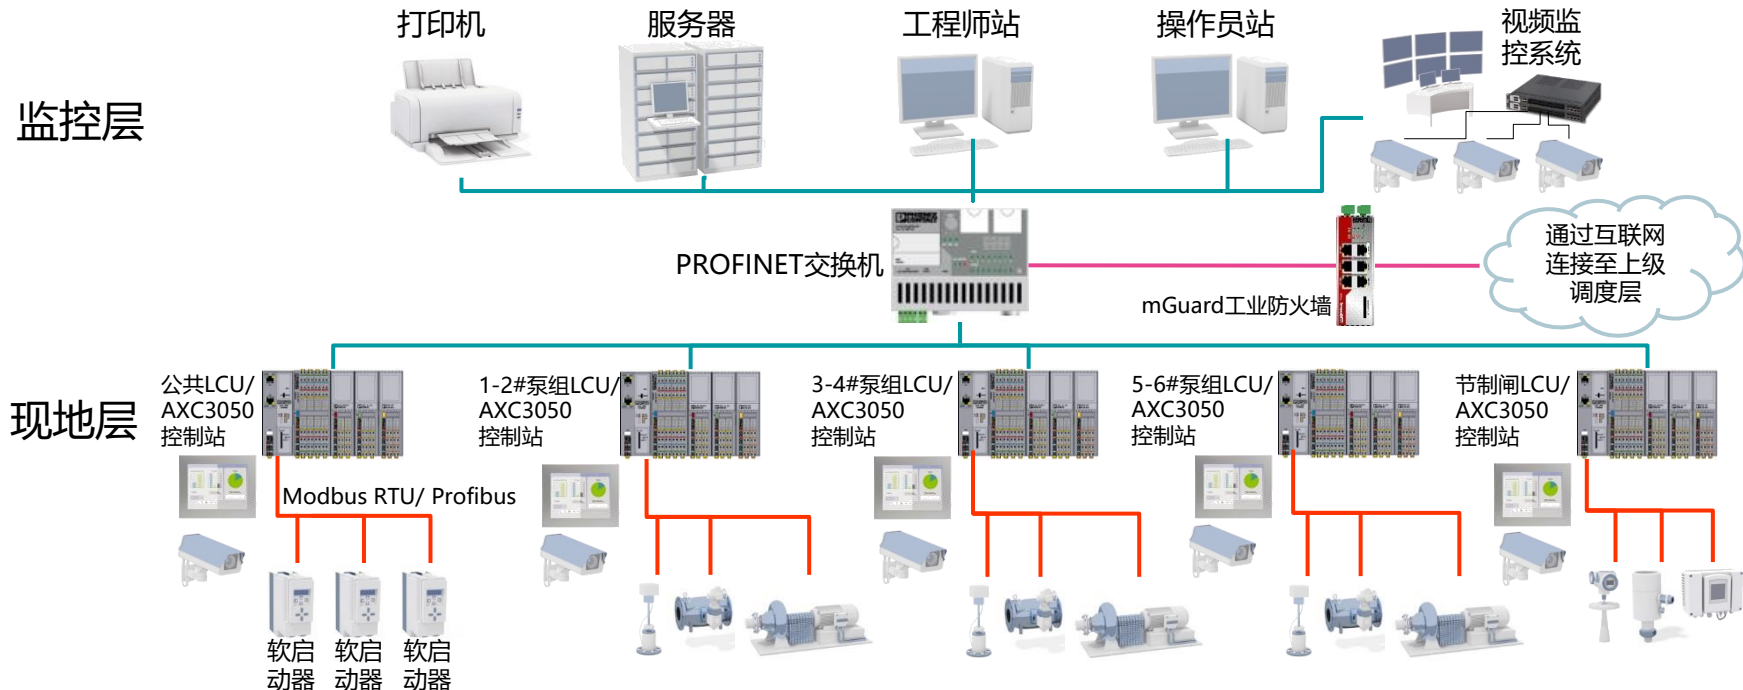 打印机
服务器
工程师站
操作员站
视频监
控系统
监控层
PROFINET交换机
mGuard工业防火墙
通过互联网
连接至上级
调度层
现地层
公共LCU/
AXC3050
控制站
1-2#泵组LCU/
AXC3050
控制站
3-4#泵组LCU/
AXC3050
控制站
5-6#泵组LCU/
AXC3050
控制站
节制闸LCU/
AXC3050
控制站
Modbus RTU/ Profibus
软启
动器
软启
动器
软启
动器